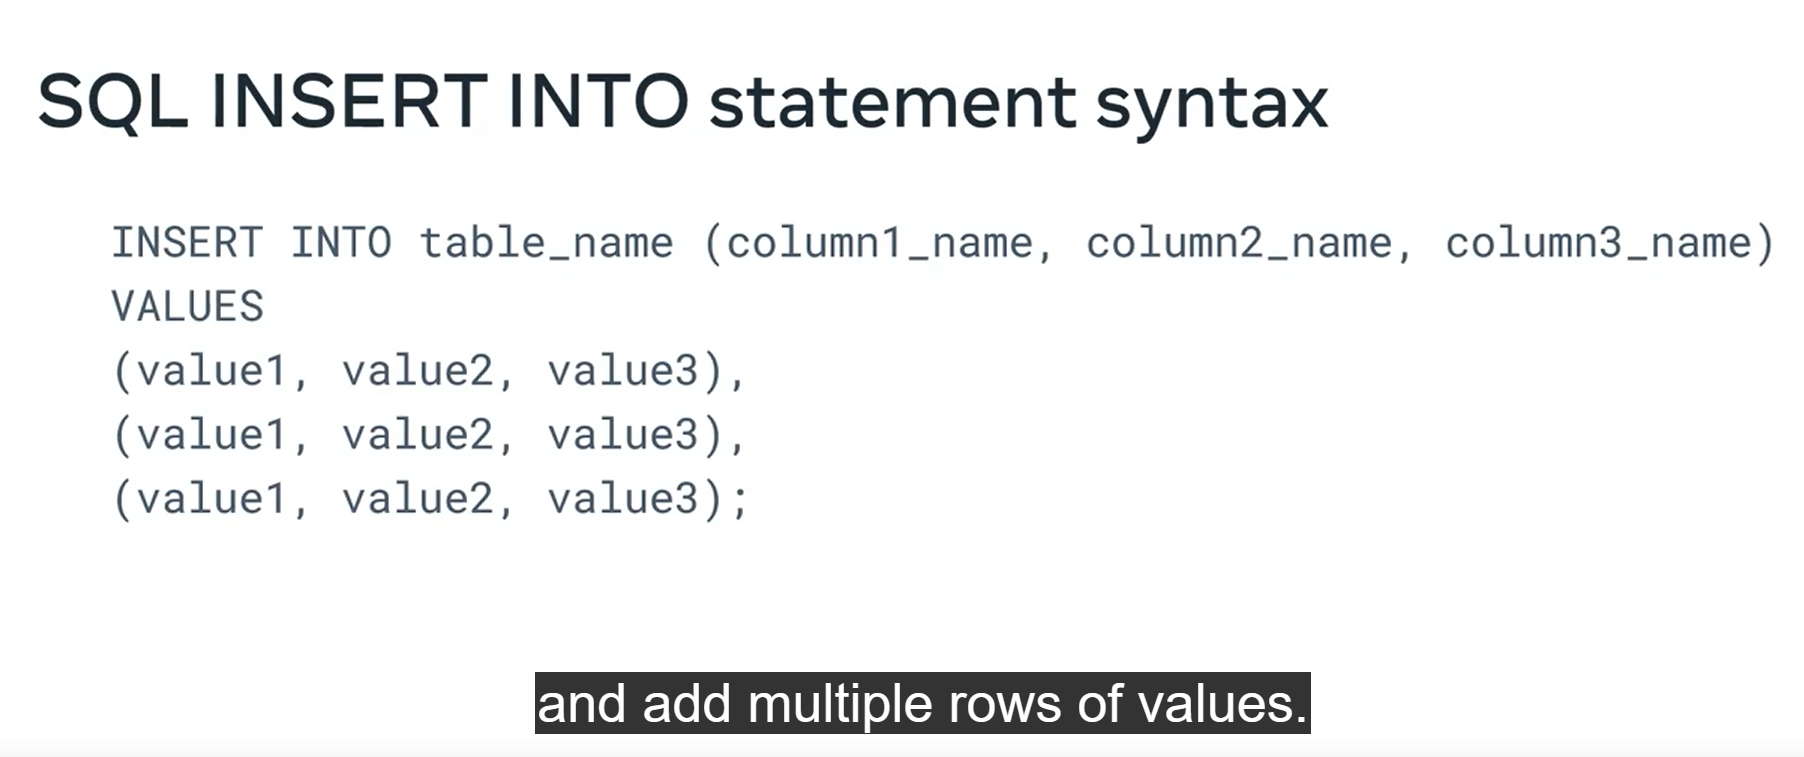 SQL INSERT INTO statement syntax
INSERT INTO table_name (column1_name, column2_name, column3_name)
VALUES
(value1, value2, value3),
(value1, value2, value3),
(value1, value2, value3);
and add multiple rows of values.